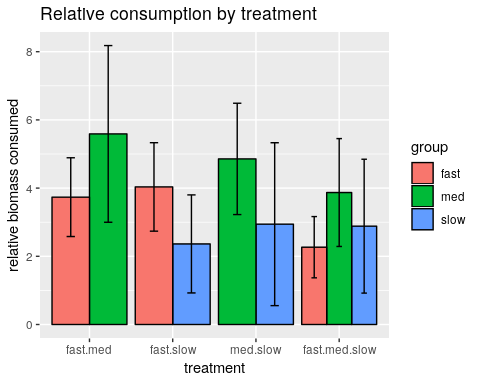 Relative consumption by treatment
relative biomass consumed
8
6
4
2
0
fast.med
fast.slow
med.slow
fast.med.slow
treatment
group
fast
med
slow